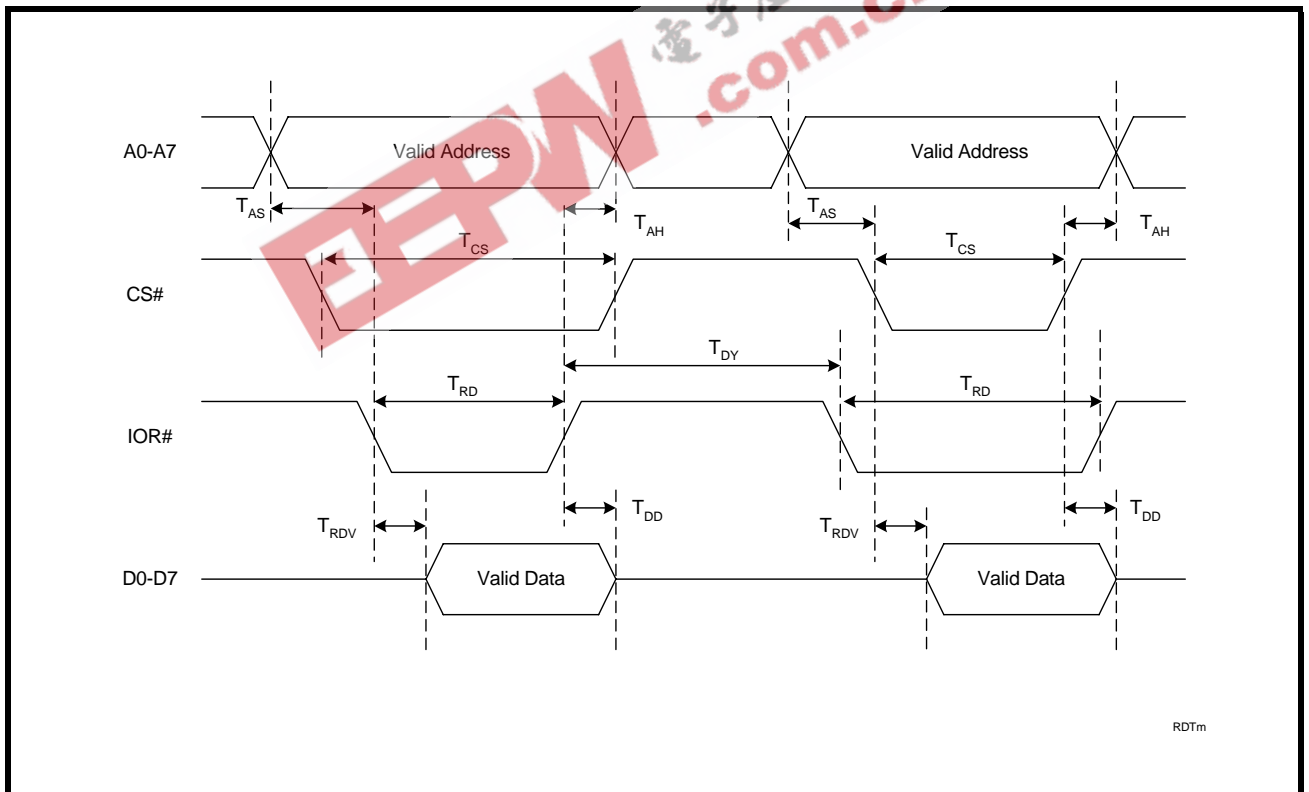 EEPW
.com.c
A0-A7
Valid Address
Valid Address
TAS
TAH
TAS
TAH
TCS
TCS
CS#
TDY
TRD
TRD
IOR#
TRDV
TDD
TRDV
TDD
D0-D7
Valid Data
Valid Data
RDTm